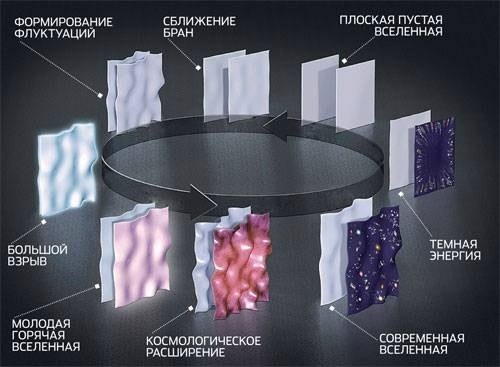 ФОРМИРОВАНИЕ
ФЛУКТУАЦИЙ
СБЛИЖЕНИЕ
БРАН
ПЛОСКАЯ ПУСТАЯ
ВСЕЛЕННАЯ
БОЛЬШОЙ
ВЗРЫВ
ТЕМНАЯ
ЭНЕРГИЯ
МОЛОДАЯ
ГОРЯЧАЯ
ВСЕЛЕННАЯ
КОСМОЛОГИЧЕСКОЕ
РАСШИРЕНИЕ
СОВРЕМЕННАЯ
ВСЕЛЕННАЯ